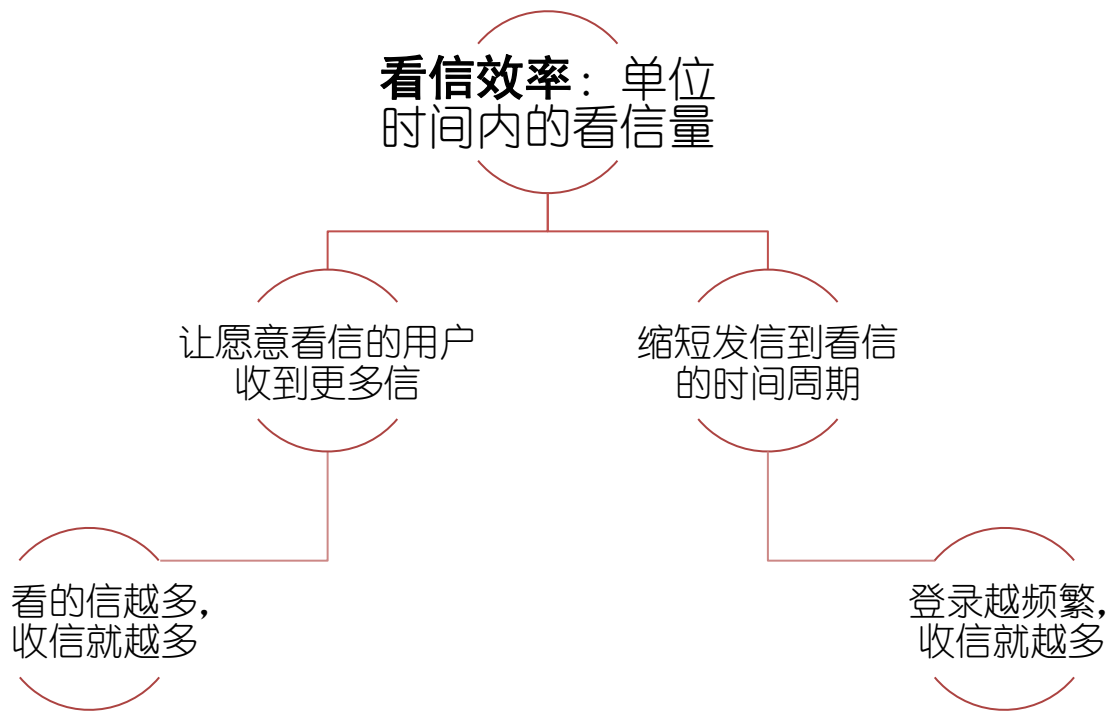 看信效率：单位
时间内的看信量
让愿意看信的用户
收到更多信
缩短发信到看信
的时间周期
看的信越多，
收信就越多
登录越频繁，
收信就越多